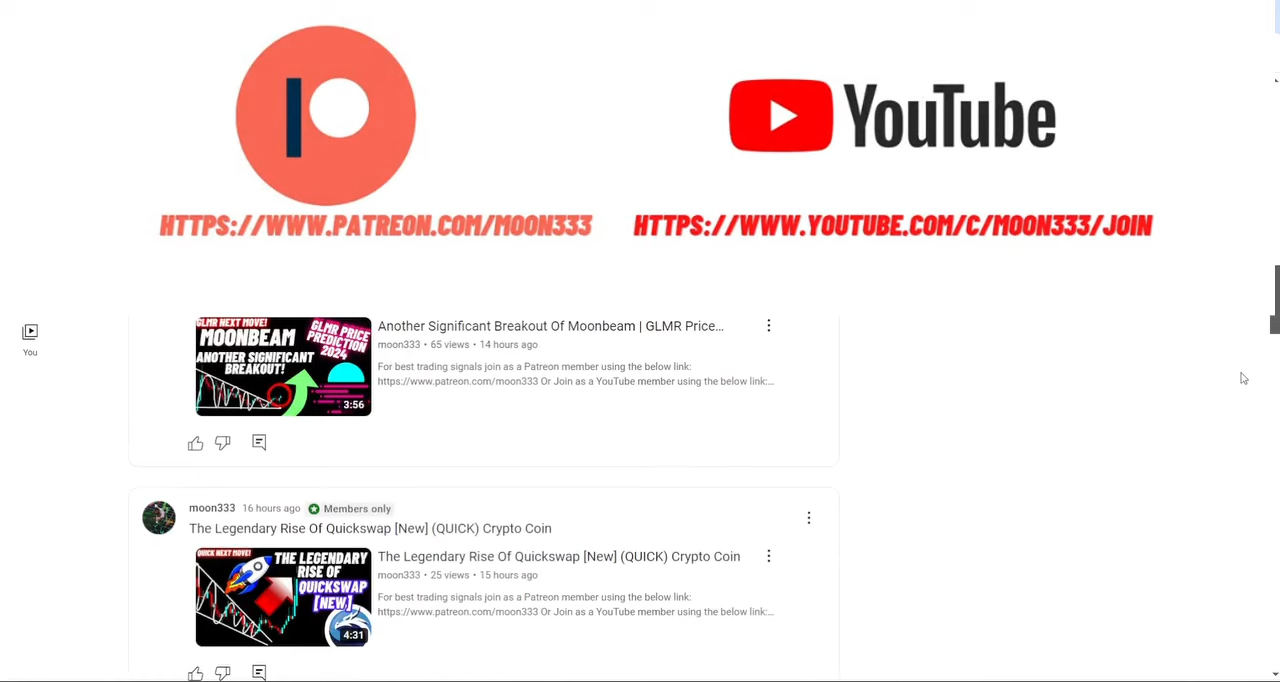 YouTube
HTTPS://WWW.PATREON.COM/MOON333
HTTPS://WWW.YOUTUBE.COM/C/MOON333/JOIN
You
GLMR NEXT MOVE!
MOONBEAM
ANOTHER SIGNIFICANT
BREAKOUT!
GLMR PRICE
PREDICTION
2024
3:56
Another Significant Breakout Of Moonbeam | GLMR Price...
moon333 • 65 views • 14 hours ago
For best trading signals join as a Patreon member using the below link:
https://www.patreon.com/moon333 Or Join as a YouTube member using the below link:...
moon333 16 hours ago Members only
The Legendary Rise Of Quickswap [New] (QUICK) Crypto Coin
QUICK NEXT MOVE!
THE LEGENDARY
RISE OF
QUICKSWAP
[NEW]
4:31
The Legendary Rise Of Quickswap [New] (QUICK) Crypto Coin
moon333 • 25 views • 15 hours ago
For best trading signals join as a Patreon member using the below link:
https://www.patreon.com/moon333 Or Join as a YouTube member using the below link:...